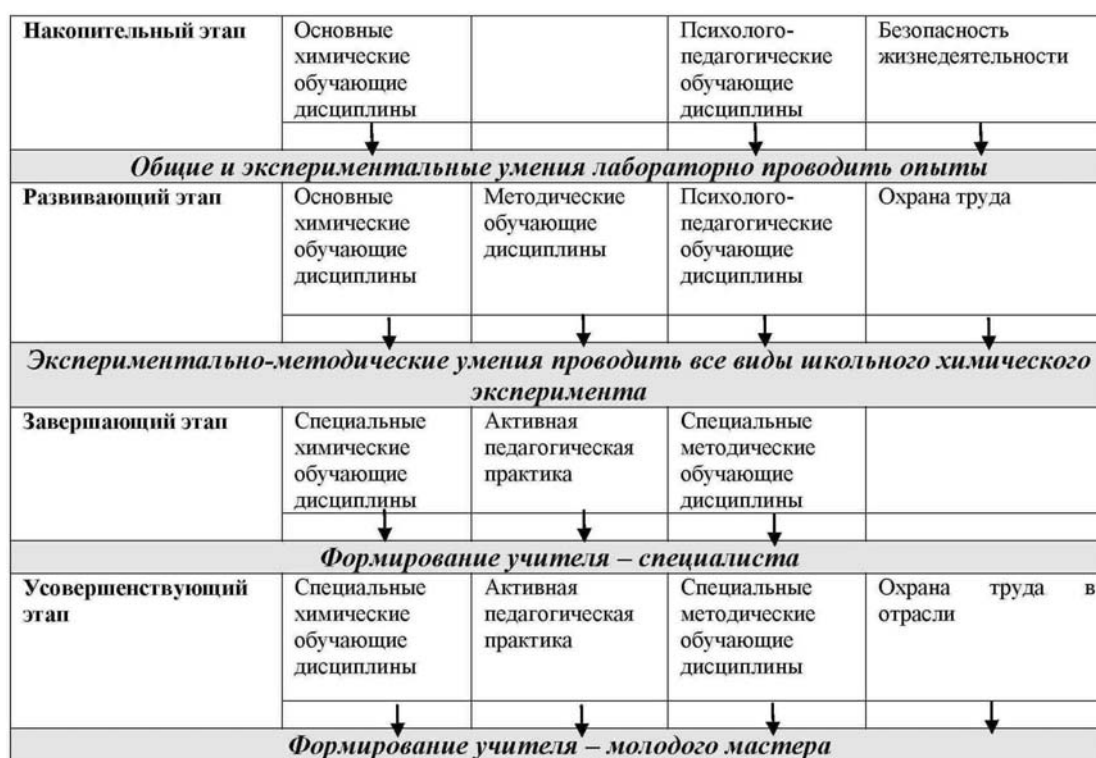 Накопительный этап
Основные
химические
обучающие
дисциплины
Психолого-
педагогические
обучающие
дисциплины
Безопасность
жизнедеятельности
Общие и экспериментальные умения лабораторно проводить опыты
Развивающий этап
Основные
химические
обучающие
дисциплины
Методические
обучающие
дисциплины
Психолого-
педагогические
обучающие
дисциплины
Охрана труда
Экспериментально-методические умения проводить все виды школьного химического
эксперимента
Завершающий этап
Специальные
химические
обучающие
дисциплины
Активная
педагогическая
практика
Специальные
методические
обучающие
дисциплины
Формирование учителя – специалиста
Усовершенствующий
этап
Специальные
химические
обучающие
дисциплины
Активная
педагогическая
практика
Специальные
методические
обучающие
дисциплины
Охрана труда в
отрасли
Формирование учителя – молодого мастера